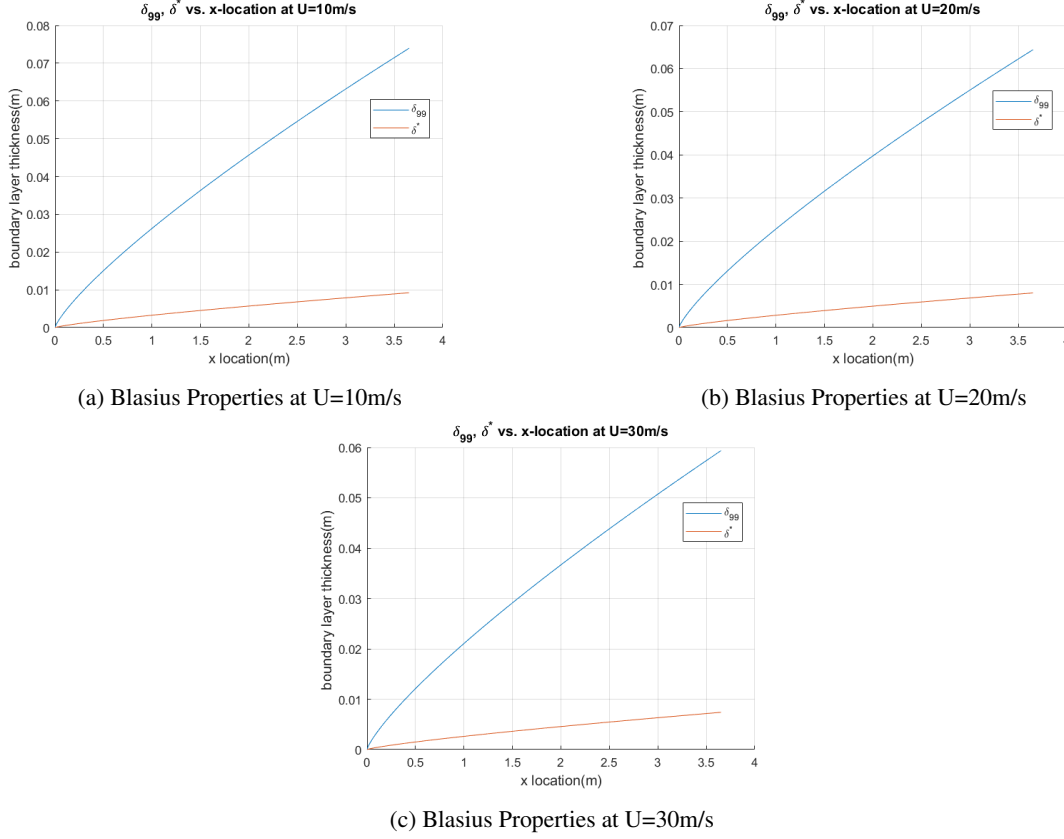 δ99, δ* vs. x-location at U=10m/s
0.08
0.07
0.06
0.05
0.04
0.03
0.02
0.01
0
boundary layer thickness(m)
δ99
δ*
0 0.5 1 1.5 2 2.5 3 3.5 4
x location(m)
(a) Blasius Properties at U=10m/s
δ99, δ* vs. x-location at U=20m/s
0.07
0.06
0.05
0.04
0.03
0.02
0.01
0
boundary layer thickness(m)
δ99
δ*
0 0.5 1 1.5 2 2.5 3 3.5 4
x location(m)
(b) Blasius Properties at U=20m/s
δ99, δ* vs. x-location at U=30m/s
0.06
0.05
0.04
0.03
0.02
0.01
0
boundary layer thickness(m)
δ99
δ*
0 0.5 1 1.5 2 2.5 3 3.5 4
x location(m)
(c) Blasius Properties at U=30m/s